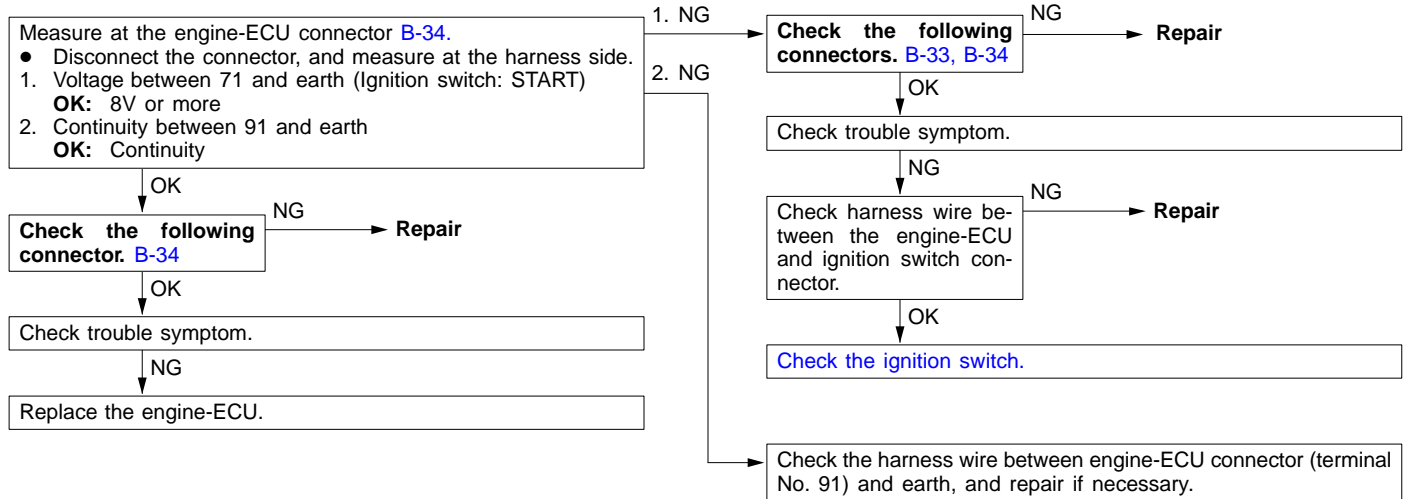 Measure at the engine-ECU connector B-34.
● Disconnect the connector, and measure at the harness side.
1. Voltage between 71 and earth (Ignition switch: START)
OK: 8V or more
2. Continuity between 91 and earth
OK: Continuity
1. NG
2. NG
OK
Check the following
connector. B-34
NG
Repair
OK
Check trouble symptom.
NG
Replace the engine-ECU.
Check the following
connectors. B-33, B-34
NG
Repair
OK
Check trouble symptom.
NG
Check harness wire be-
tween the engine-ECU
and ignition switch con-
nector.
NG
Repair
OK
Check the ignition switch.
Check the harness wire between engine-ECU connector (terminal
No. 91) and earth, and repair if necessary.